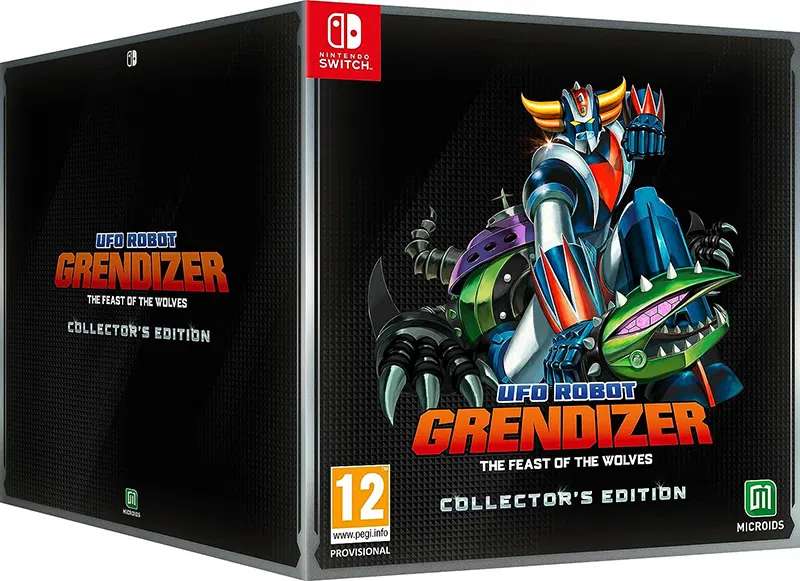 UFO ROBOT
GRENDIZER
THE FEAST OF THE WOLVES
COLLECTOR'S EDITION
MICROIDS
NINTENDO
SWITCH™
UFO ROBOT
GRENDIZER
THE FEAST OF THE WOLVES
COLLECTOR'S EDITION
12
www.pegi.info
PROVISIONAL
MICROIDS